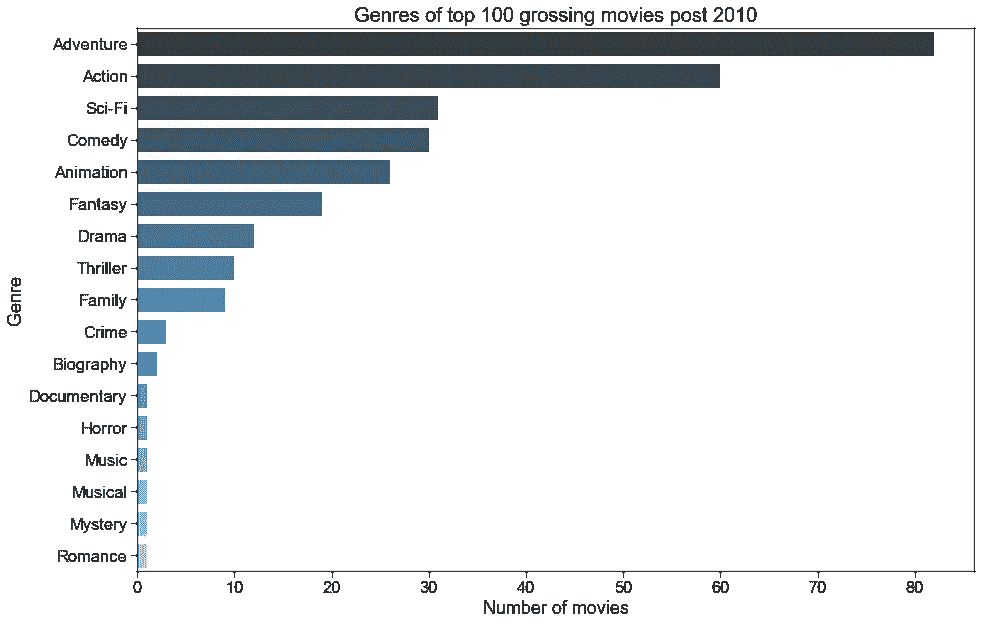 Genres of top 100 grossing movies post 2010
Genre
Adventure
Action
Sci-Fi
Comedy
Animation
Fantasy
Drama
Thriller
Family
Crime
Biography
Documentary
Horror
Music
Musical
Mystery
Romance
0 10 20 30 40 50 60 70 80
Number of movies